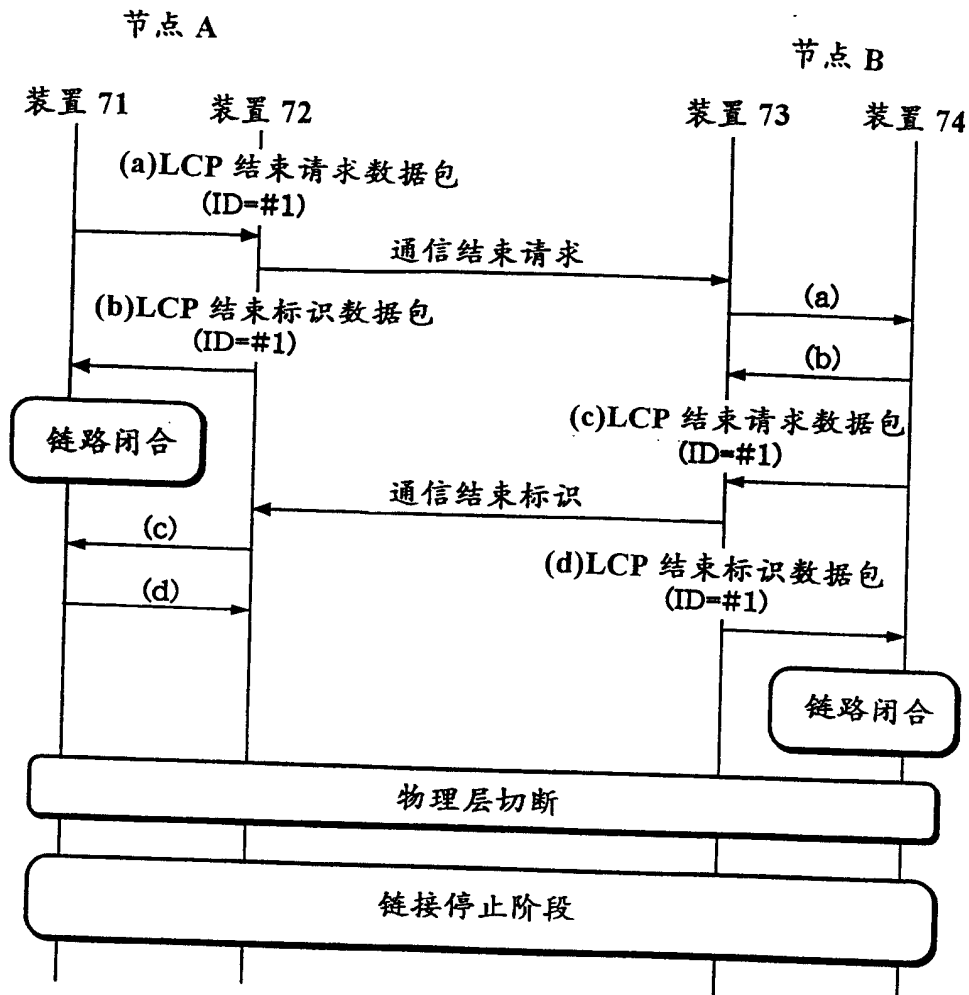 节点 A
节点 B
装置 71
装置 72
装置 73
装置 74
(a)LCP 结束请求数据包
(ID=#1)
通信结束请求
(a)
(b)LCP 结束标识数据包
(ID=#1)
(b)
链路闭合
(c)LCP 结束请求数据包
(ID=#1)
通信结束标识
(c)
(d)LCP 结束标识数据包
(ID=#1)
(d)
链路闭合
物理层切断
链接停止阶段